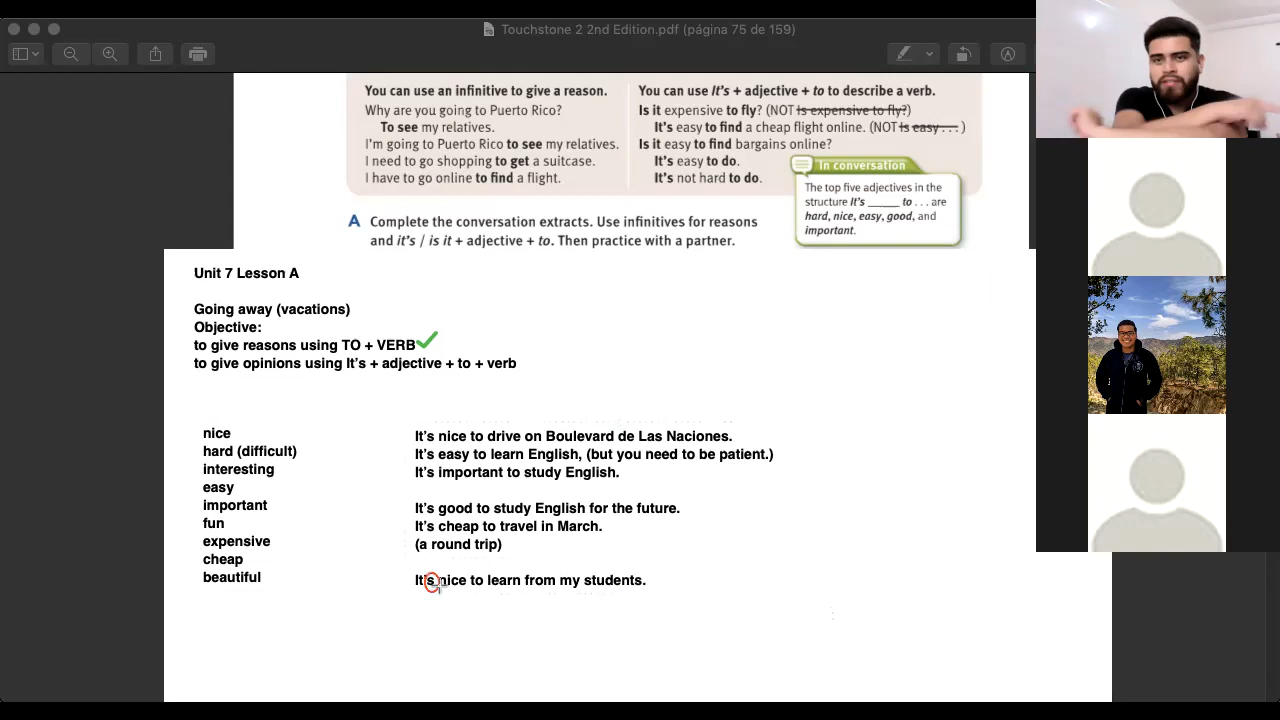 Touchstone 2 2nd Edition.pdf (página 75 de 159)
You can use an infinitive to give a reason.
Why are you going to Puerto Rico?
To see my relatives.
I'm going to Puerto Rico to see my relatives.
I need to go shopping to get a suitcase.
I have to go online to find a flight.
You can use It's + adjective + to to describe a verb.
Is it expensive to fly? (NOT Is expensive to fly?)
It's easy to find a cheap flight online. (NOT Is easy . . . )
Is it easy to find bargains online?
It's easy to do.
It's not hard to do.
In conversation
The top five adjectives in the
structure It's _____ to . . . are
hard, nice, easy, good, and
important.
A Complete the conversation extracts. Use infinitives for reasons
and it's / is it + adjective + to. Then practice with a partner.
Unit 7 Lesson A
Going away (vacations)
Objective:
to give reasons using TO + VERB
to give opinions using It's + adjective + to + verb
nice
hard (difficult)
interesting
easy
important
fun
expensive
cheap
beautiful
It's nice to drive on Boulevard de Las Naciones.
It's easy to learn English, (but you need to be patient.)
It's important to study English.
It's good to study English for the future.
It's cheap to travel in March.
(a round trip)
It's nice to learn from my students.